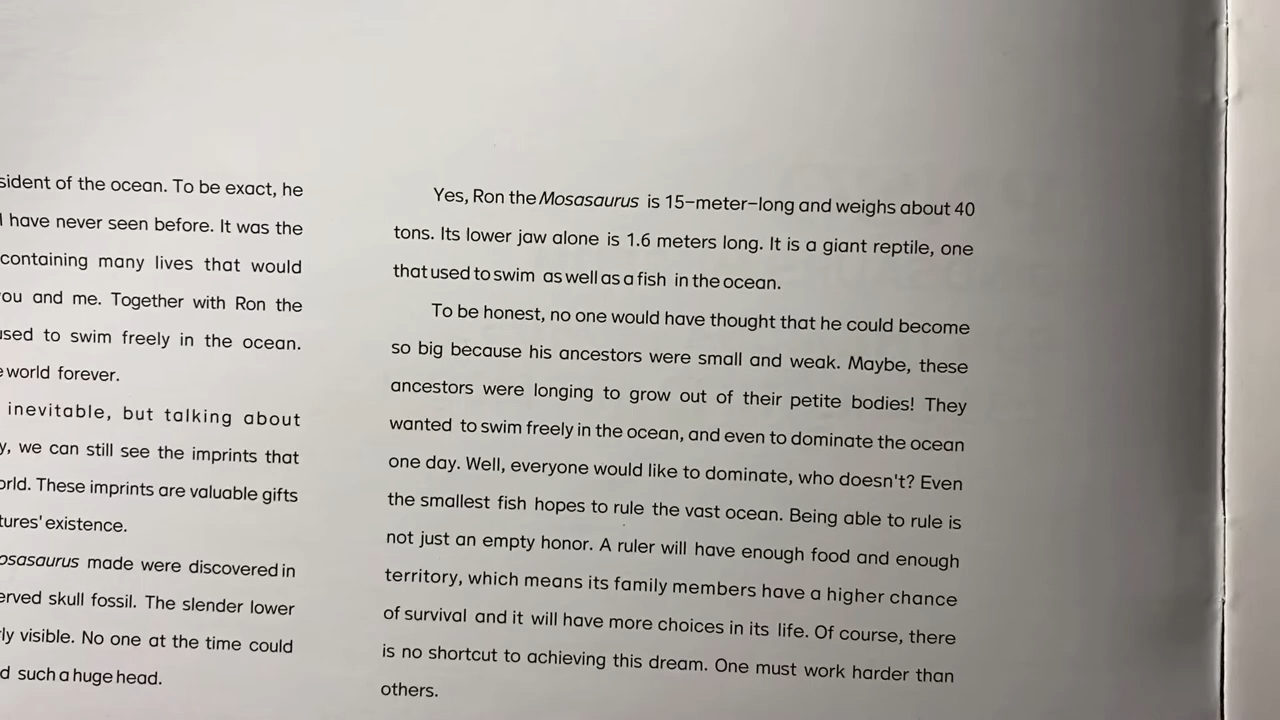 of the ocean. To be exact, he
I have never seen before. It was the
containing many lives that would
and me. Together with Ron the
to swim freely in the ocean.
world forever.
inevitable, but talking about
we can still see the imprints that
These imprints are valuable gifts
existence.
made were discovered in
skull fossil. The slender lower
visible. No one at the time could
such a huge head.
Yes, Ron the Mosasaurus is 15-meter-long and weighs about 40
tons. Its lower jaw alone is 1.6 meters long. It is a giant reptile, one
that used to swim as well as a fish in the ocean.
To be honest, no one would have thought that he could become
so big because his ancestors were small and weak. Maybe, these
ancestors were longing to grow out of their petite bodies! They
wanted to swim freely in the ocean, and even to dominate the ocean
one day. Well, everyone would like to dominate, who doesn't? Even
the smallest fish hopes to rule the vast ocean. Being able to rule is
not just an empty honor. A ruler will have enough food and enough
territory, which means its family members have a higher chance
of survival and it will have more choices in its life. Of course, there
is no shortcut to achieving this dream. One must work harder than
others.